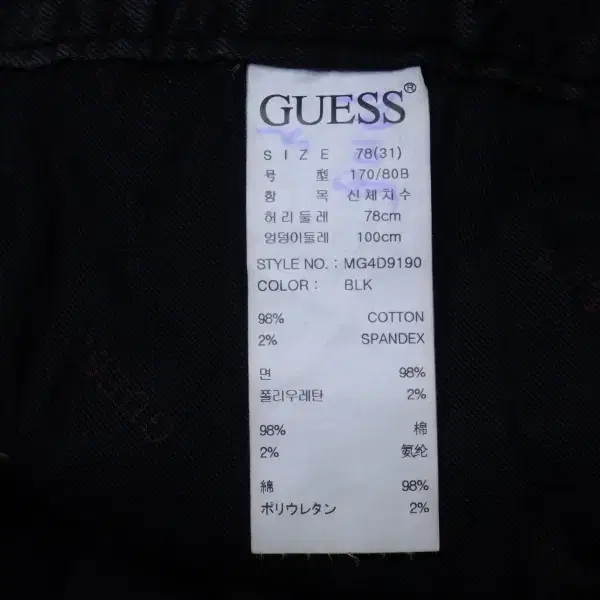 GUESS®
SIZE 78(31)
号 型 170/80B
항 목 신체치수
허리둘레 78cm
엉덩이둘레 100cm
STYLE NO. : MG4D9190
COLOR : BLK
98% COTTON
2% SPANDEX
면 98%
폴리우레탄 2%
98% 棉
2% 氨纶
綿 98%
ポリウレタン 2%